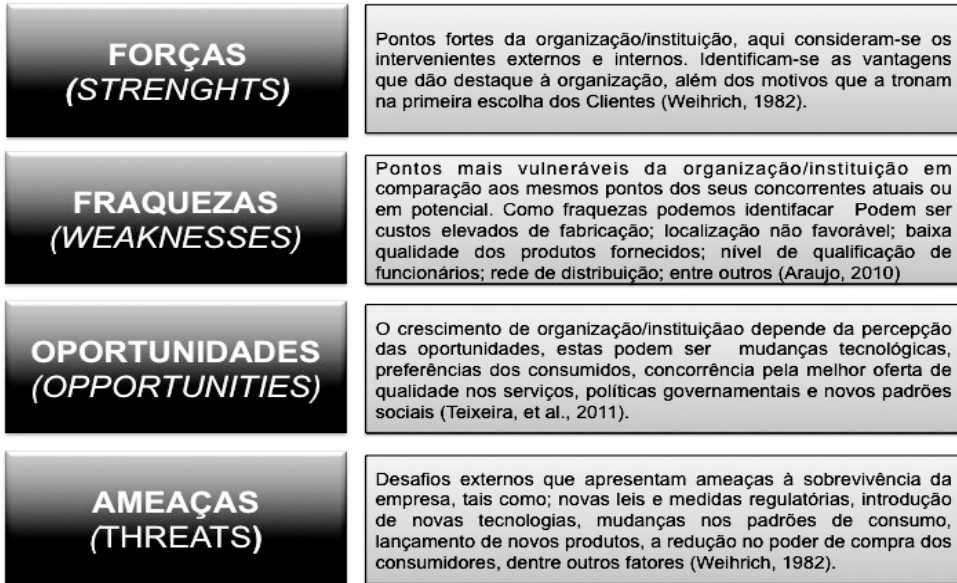 FORÇAS
(STRENGHTS)
Pontos fortes da organização/instituição, aqui consideram-se os
intervenientes externos e internos. Identificam-se as vantagens
que dão destaque à organização, além dos motivos que a tronam
na primeira escolha dos Clientes (Weihrich, 1982).
FRAQUEZAS
(WEAKNESSES)
Pontos mais vulneráveis da organização/instituição em
comparação aos mesmos pontos dos seus concorrentes atuais ou
em potencial. Como fraquezas podemos identifacar Podem ser
custos elevados de fabricação; localização não favorável; baixa
qualidade dos produtos fornecidos; nível de qualificação de
funcionários; rede de distribuição; entre outros (Araujo, 2010)
OPORTUNIDADES
(OPPORTUNITIES)
O crescimento de organização/instituiçãao depende da percepção
das oportunidades, estas podem ser mudanças tecnológicas,
preferências dos consumidos, concorrência pela melhor oferta de
qualidade nos serviços, políticas governamentais e novos padrões
sociais (Teixeira, et al., 2011).
AMEAÇAS
(THREATS)
Desafios externos que apresentam ameaças à sobrevivência da
empresa, tais como; novas leis e medidas regulatórias, introdução
de novas tecnologias, mudanças nos padrões de consumo,
lançamento de novos produtos, a redução no poder de compra dos
consumidores, dentre outros fatores (Weihrich, 1982).